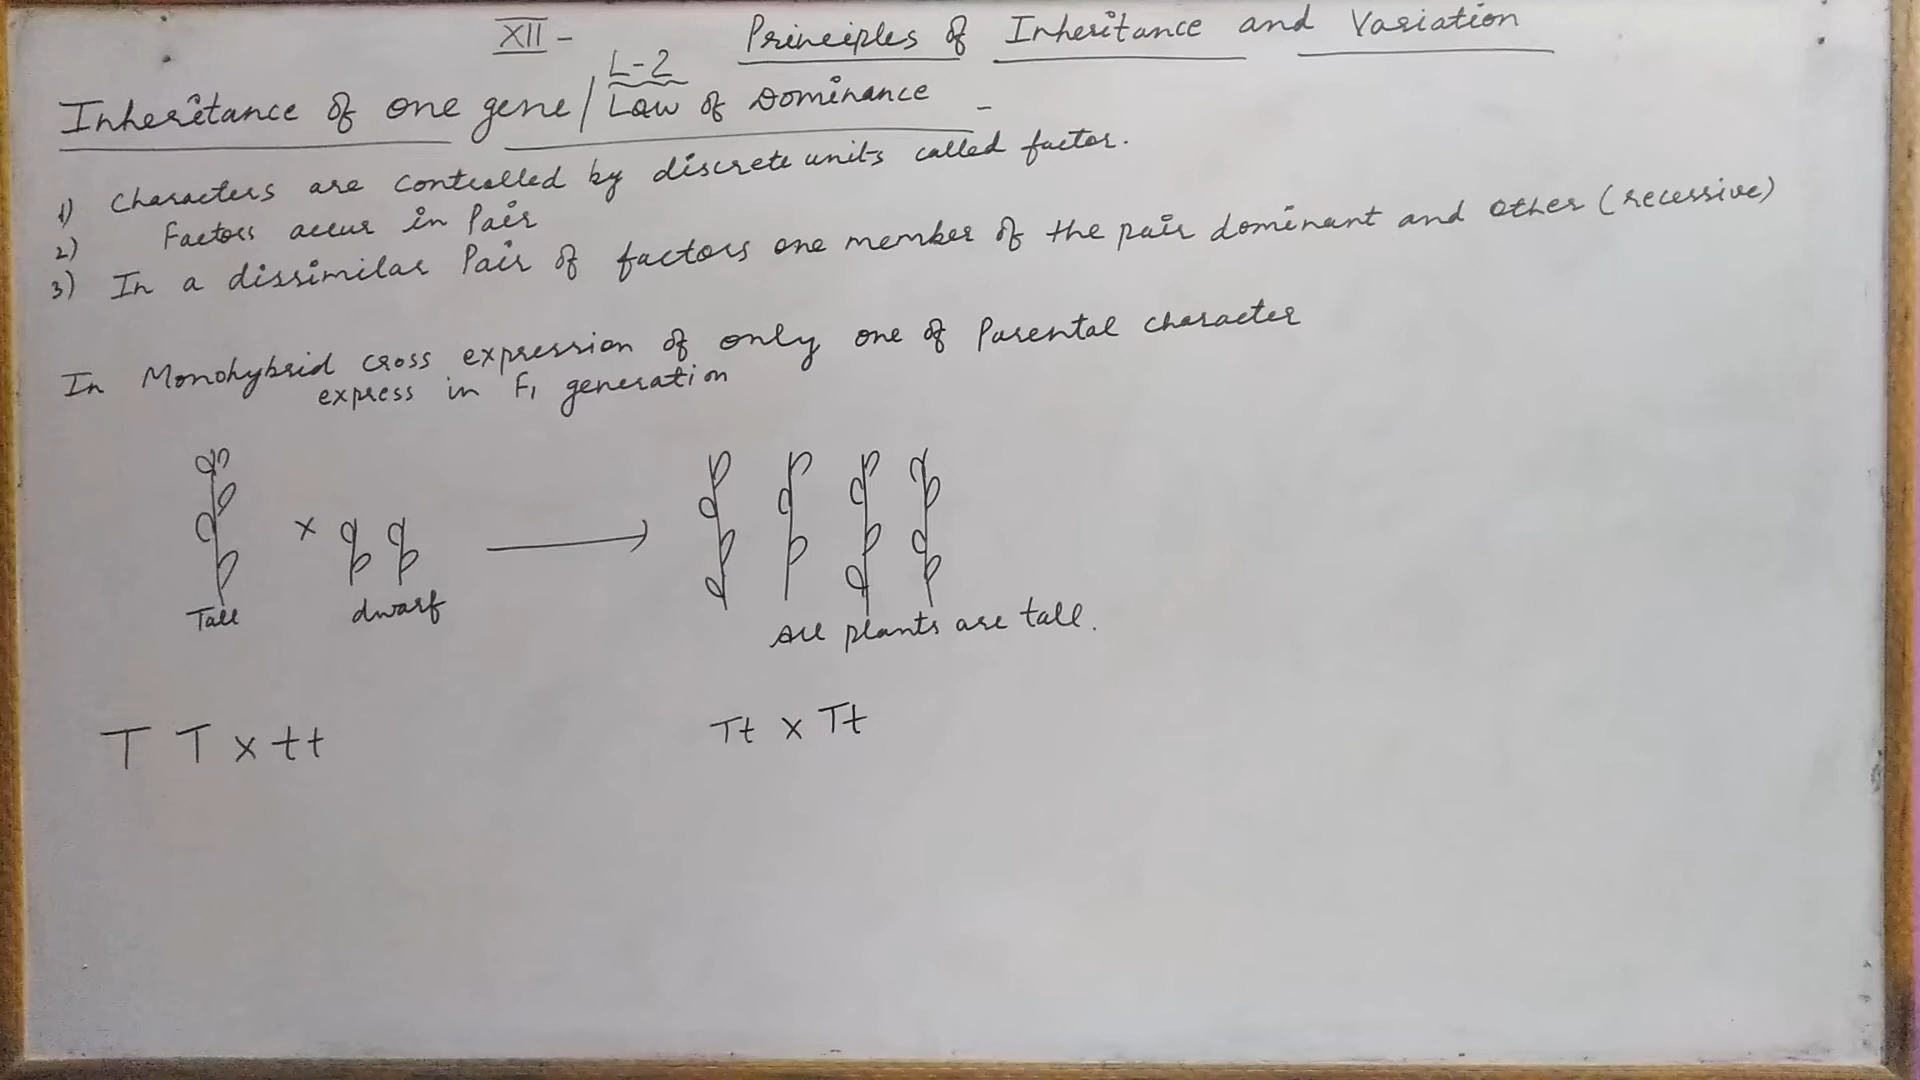 XII - Principles of Inheritance and Variation
L-2
Inheritance of one gene / Law of Dominance -
1) Characters are controlled by discrete units called factor.
2) Factors occur in Pair
3) In a dissimilar Pair of factors one member of the pair dominant and other (recessive)
In Monohybrid cross expression of only one of Parental character
express in F1 generation
x
Tall dwarf
All plants are tall.
T T x tt
Tt x Tt